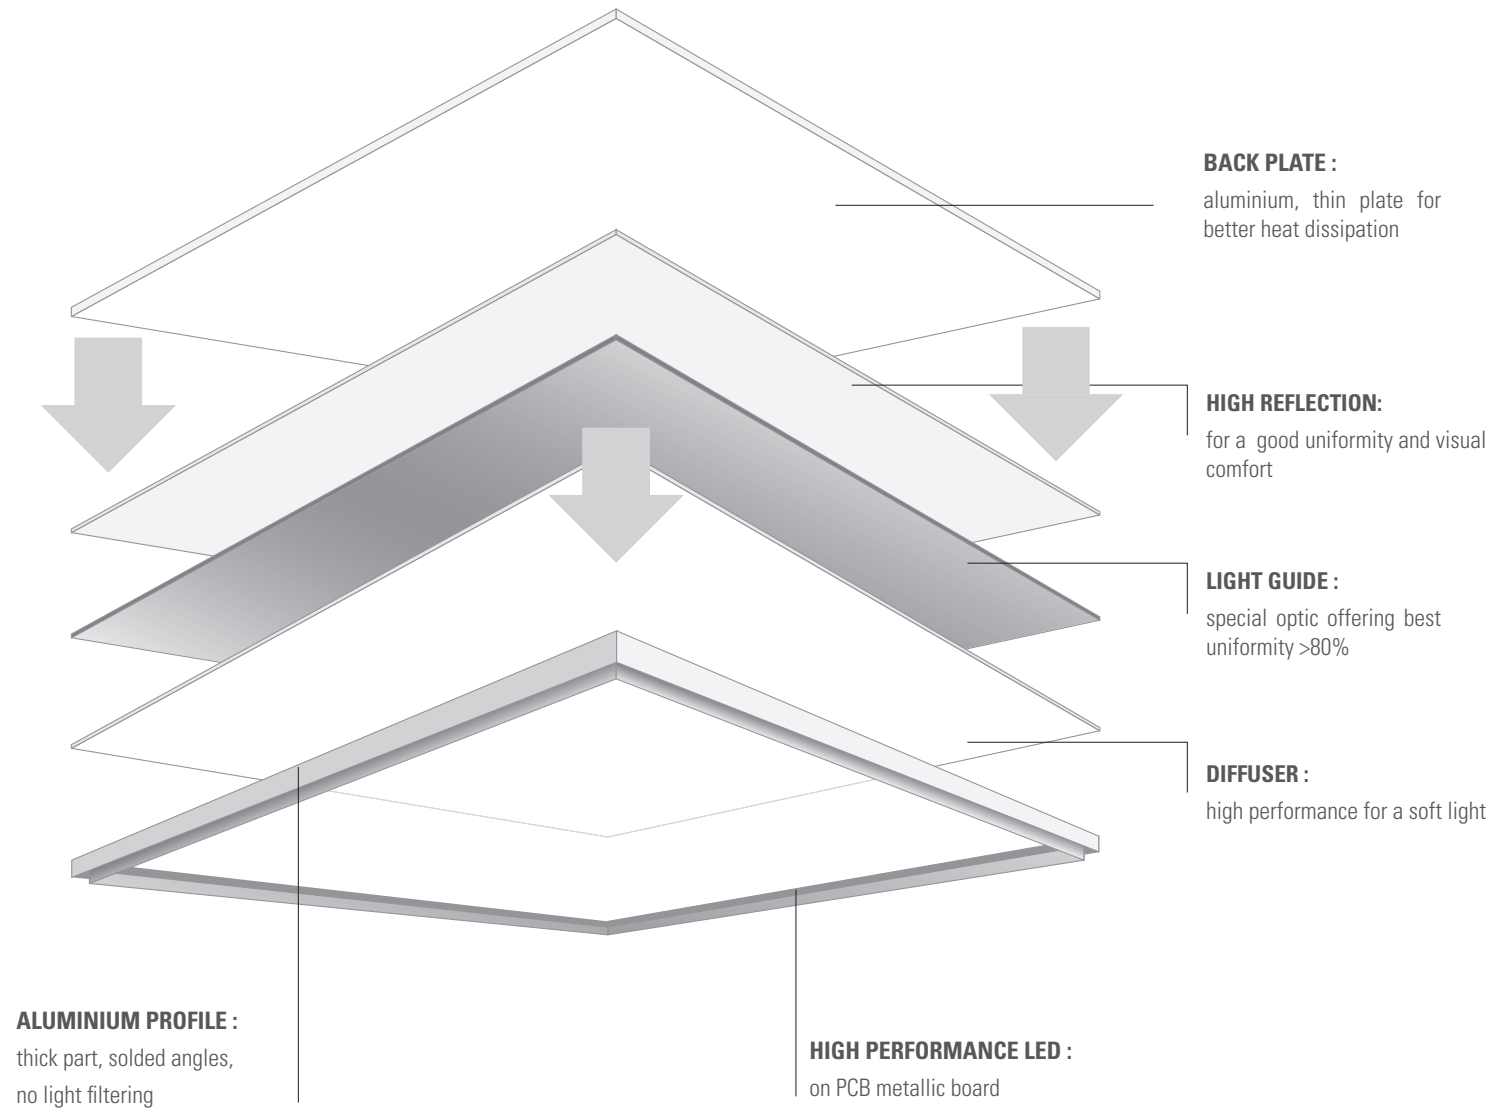 BACK PLATE :
aluminium, thin plate for
better heat dissipation
HIGH REFLECTION:
for a good uniformity and visual
comfort
LIGHT GUIDE :
special optic offering best
uniformity >80%
DIFFUSER :
high performance for a soft light
ALUMINIUM PROFILE :
thick part, solded angles,
no light filtering
HIGH PERFORMANCE LED :
on PCB metallic board